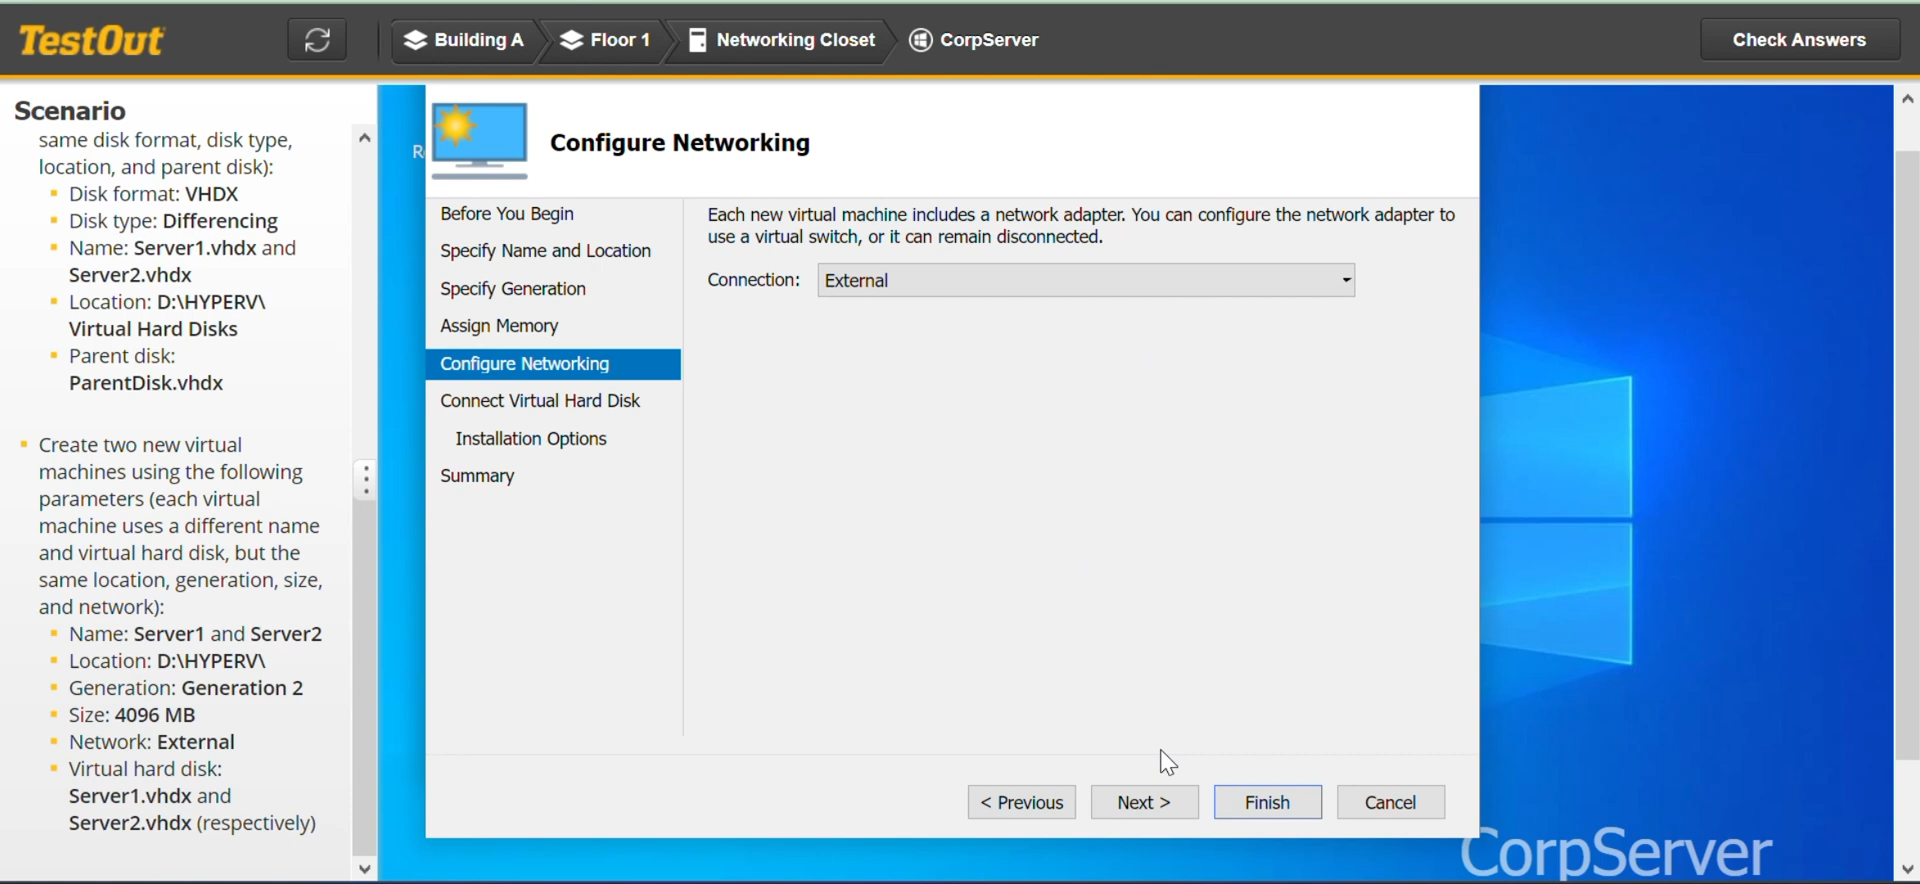 TestOut
Building A
Floor 1
Networking Closet
CorpServer
Check Answers
Scenario
same disk format, disk type,
location, and parent disk):
Disk format: VHDX
Disk type: Differencing
Name: Server1.vhdx and
Server2.vhdx
Location: D:\HYPERV\
Virtual Hard Disks
Parent disk:
ParentDisk.vhdx
Create two new virtual
machines using the following
parameters (each virtual
machine uses a different name
and virtual hard disk, but the
same location, generation, size,
and network):
Name: Server1 and Server2
Location: D:\HYPERV\
Generation: Generation 2
Size: 4096 MB
Network: External
Virtual hard disk:
Server1.vhdx and
Server2.vhdx (respectively)
Configure Networking
Before You Begin
Specify Name and Location
Specify Generation
Assign Memory
Configure Networking
Connect Virtual Hard Disk
Installation Options
Summary
Each new virtual machine includes a network adapter. You can configure the network adapter to
use a virtual switch, or it can remain disconnected.
Connection: External
< Previous
Next >
Finish
Cancel
CorpServer